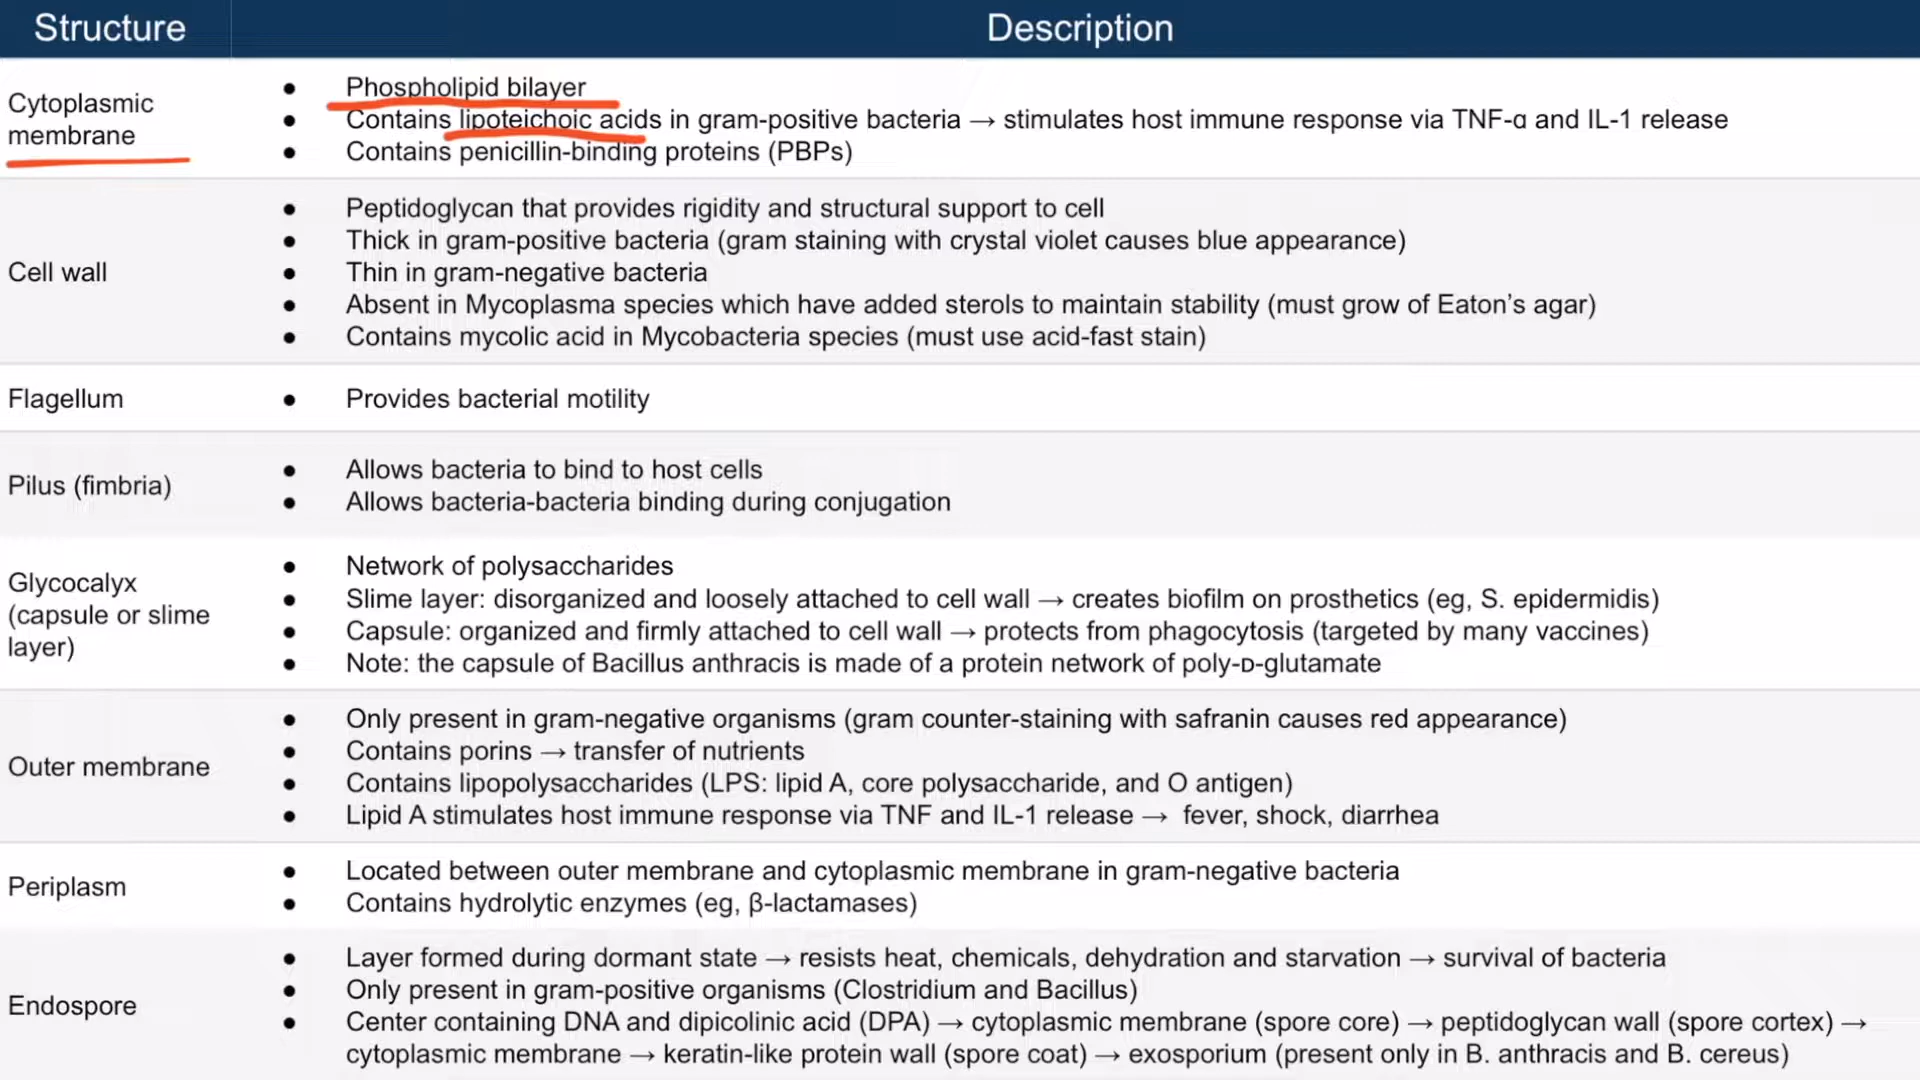 Structure
Description
Cytoplasmic
membrane
● Phospholipid bilayer
● Contains lipoteichoic acids in gram-positive bacteria → stimulates host immune response via TNF-α and IL-1 release
● Contains penicillin-binding proteins (PBPs)
Cell wall
● Peptidoglycan that provides rigidity and structural support to cell
● Thick in gram-positive bacteria (gram staining with crystal violet causes blue appearance)
● Thin in gram-negative bacteria
● Absent in Mycoplasma species which have added sterols to maintain stability (must grow of Eaton’s agar)
● Contains mycolic acid in Mycobacteria species (must use acid-fast stain)
Flagellum
● Provides bacterial motility
Pilus (fimbria)
● Allows bacteria to bind to host cells
● Allows bacteria-bacteria binding during conjugation
Glycocalyx
(capsule or slime
layer)
● Network of polysaccharides
● Slime layer: disorganized and loosely attached to cell wall → creates biofilm on prosthetics (eg, S. epidermidis)
● Capsule: organized and firmly attached to cell wall → protects from phagocytosis (targeted by many vaccines)
● Note: the capsule of Bacillus anthracis is made of a protein network of poly-ᴅ-glutamate
Outer membrane
● Only present in gram-negative organisms (gram counter-staining with safranin causes red appearance)
● Contains porins → transfer of nutrients
● Contains lipopolysaccharides (LPS: lipid A, core polysaccharide, and O antigen)
● Lipid A stimulates host immune response via TNF and IL-1 release → fever, shock, diarrhea
Periplasm
● Located between outer membrane and cytoplasmic membrane in gram-negative bacteria
● Contains hydrolytic enzymes (eg, β-lactamases)
Endospore
● Layer formed during dormant state → resists heat, chemicals, dehydration and starvation → survival of bacteria
● Only present in gram-positive organisms (Clostridium and Bacillus)
● Center containing DNA and dipicolinic acid (DPA) → cytoplasmic membrane (spore core) → peptidoglycan wall (spore cortex) →
cytoplasmic membrane → keratin-like protein wall (spore coat) → exosporium (present only in B. anthracis and B. cereus)